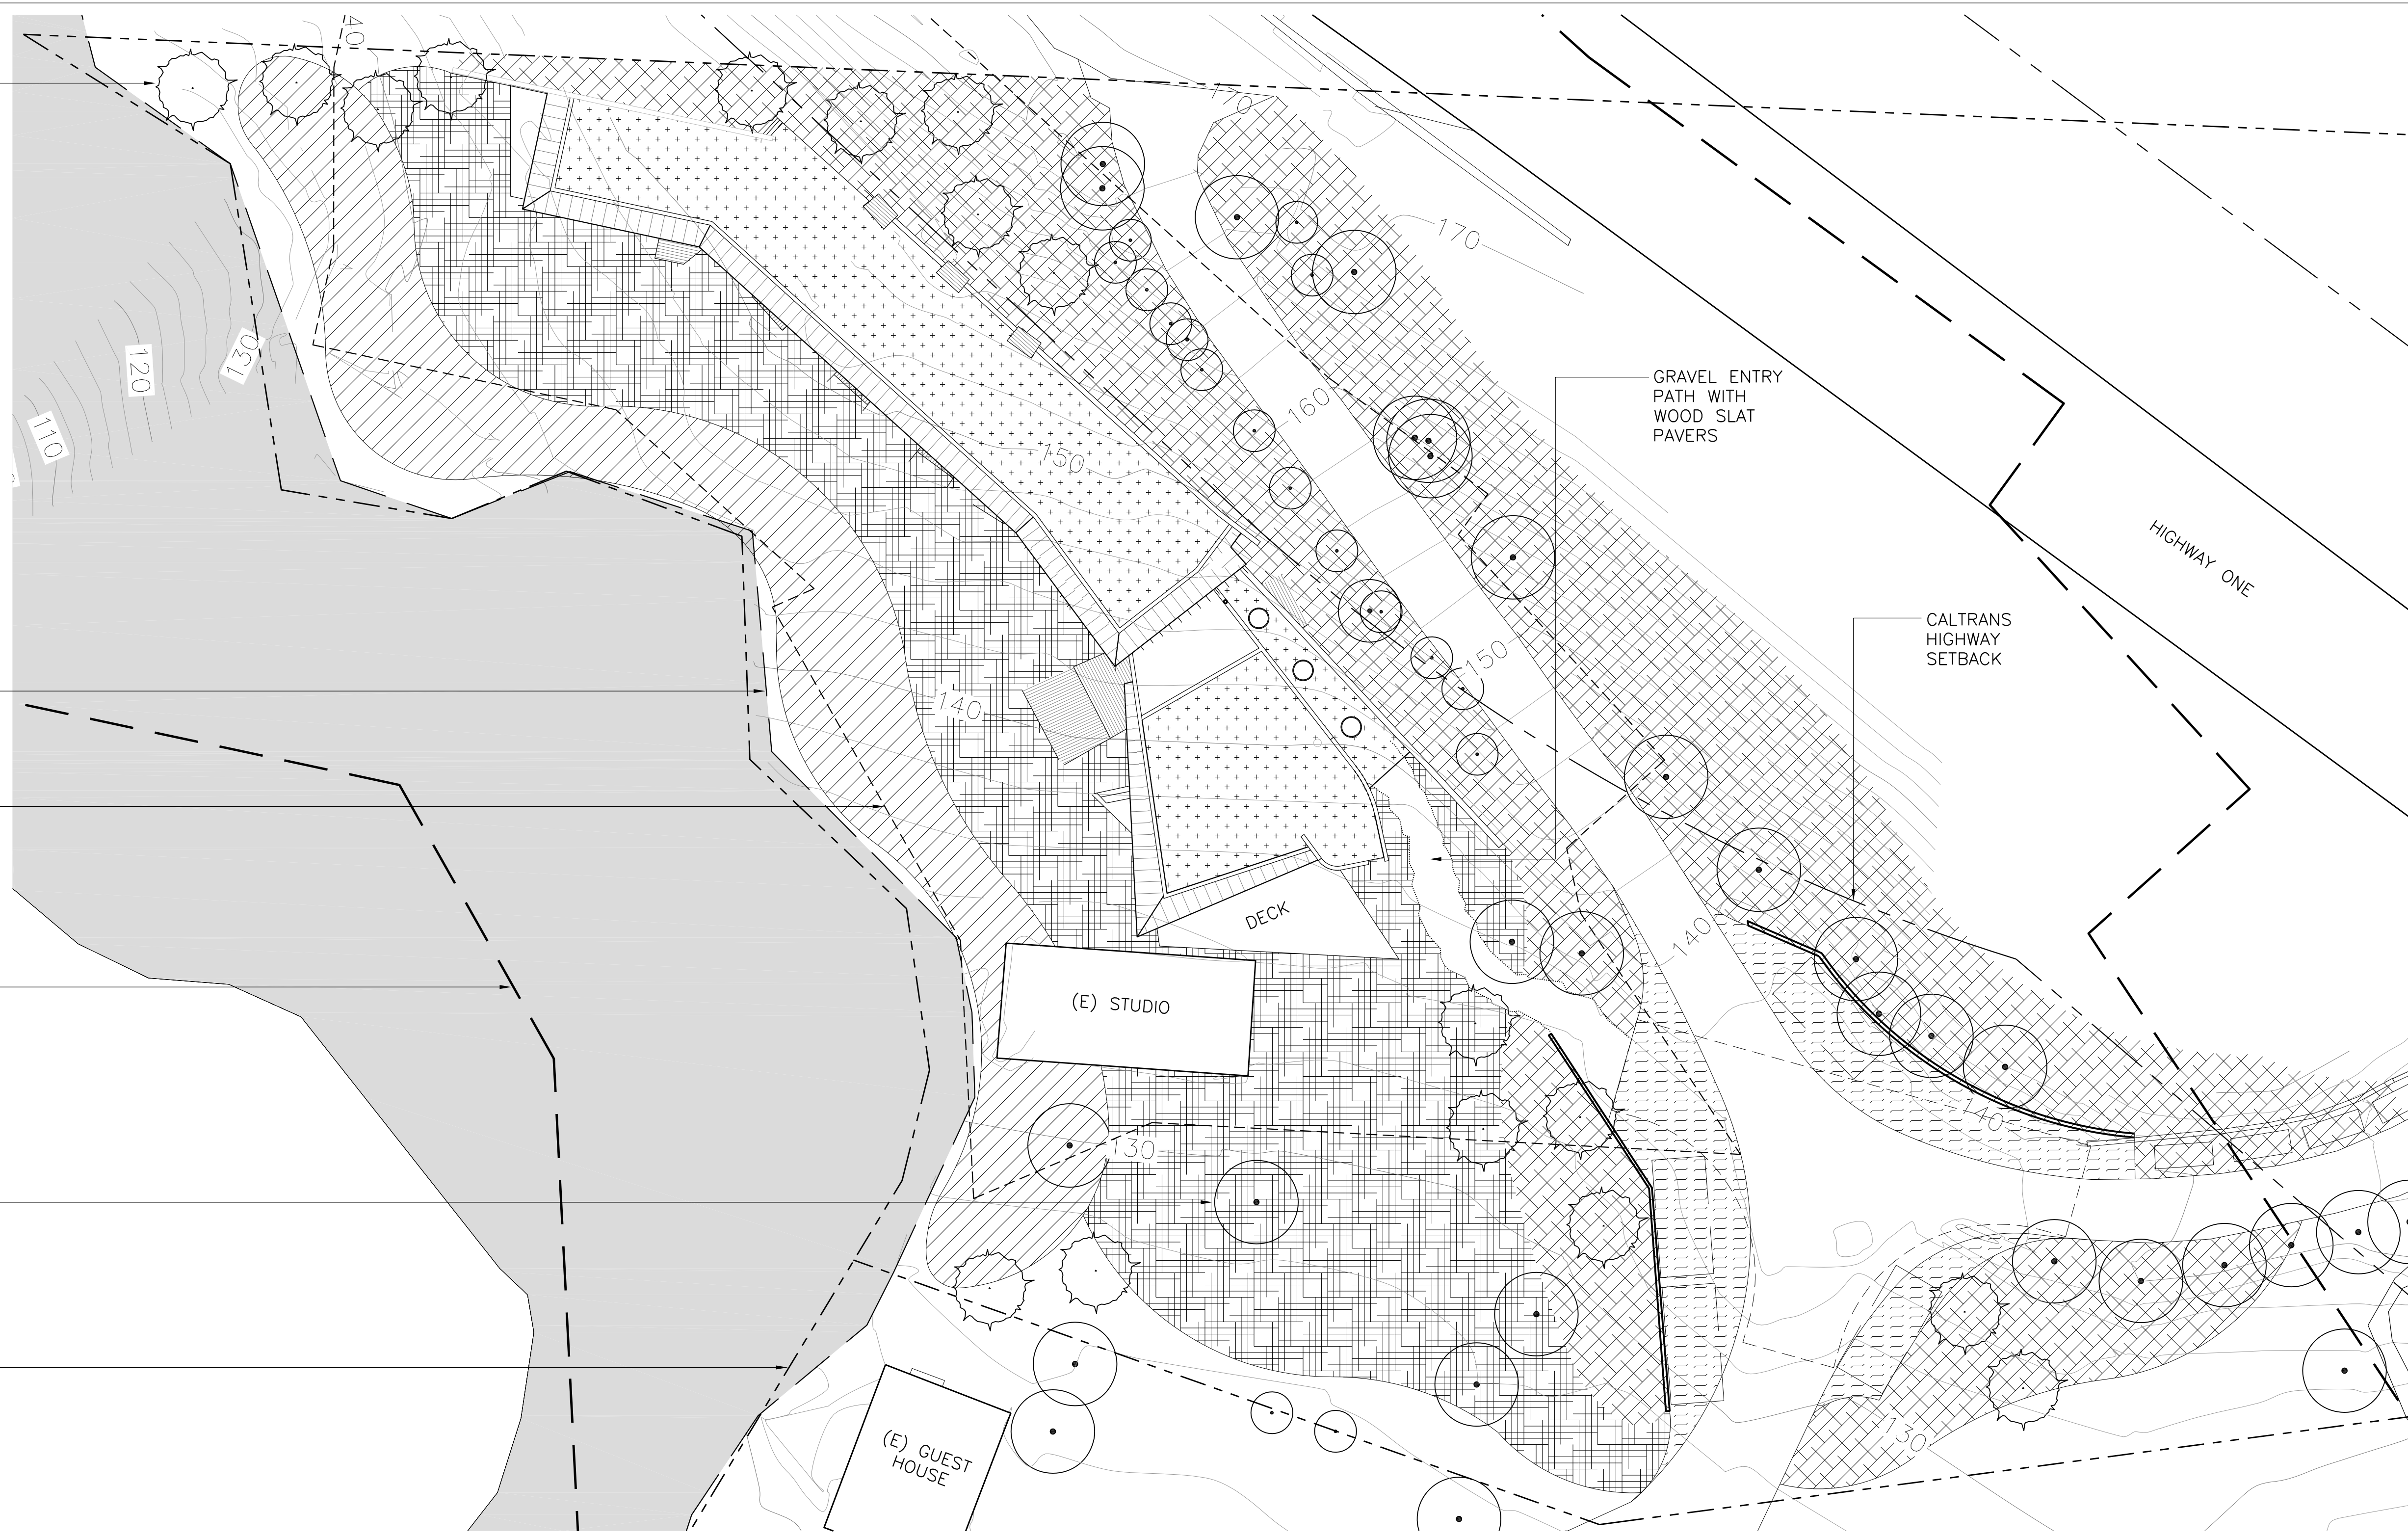 40
170
170
130
120
110
160
150
GRAVEL ENTRY
PATH WITH
WOOD SLAT
PAVERS
HIGHWAY ONE
CALTRANS
HIGHWAY
SETBACK
150
140
DECK
140
(E) STUDIO
140
130
(E) GUEST
HOUSE
130